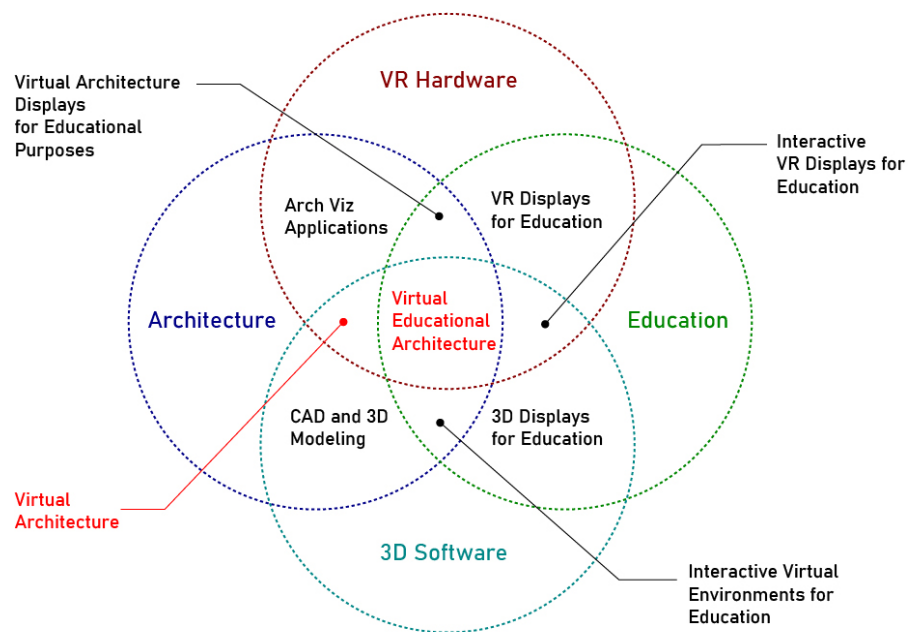 VR Hardware
Virtual Architecture
Displays
for Educational
Purposes
Interactive
VR Displays for
Education
Arch Viz
Applications
VR Displays
for Education
Architecture
Virtual
Educational
Architecture
Education
CAD and 3D
Modeling
3D Displays
for Education
Virtual
Architecture
3D Software
Interactive Virtual
Environments for
Education